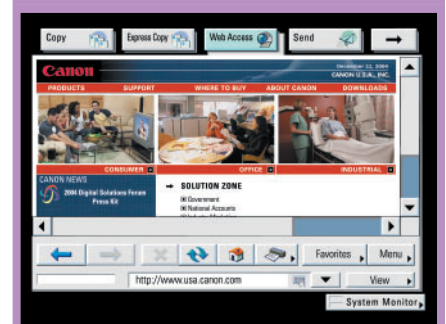 Copy Express Copy Web Access Send
Canon
December 22, 2004
CANON U.S.A., INC.
PRODUCTS SUPPORT WHERE TO BUY ABOUT CANON DOWNLOADS
CONSUMER OFFICE INDUSTRIAL
CANON NEWS
2004 Digital Solutions Forum
Press Kit
SOLUTION ZONE
Government
National Accounts
Favorites Menu
http://www.usa.canon.com View
System Monitor